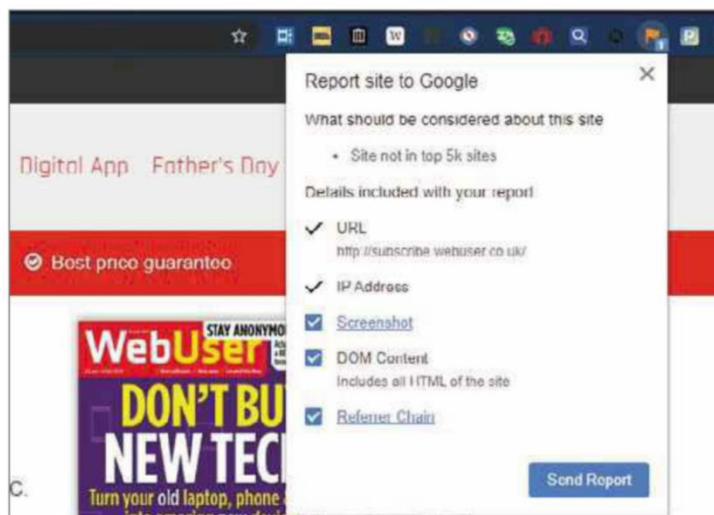 Report site to Google
What should be considered about this site
Site not in top 5k sites
Details included with your report
URL
http://subscribe.webuser.co.uk/
IP Address
Screenshot
DOM Content
Includes all HTML of the site
Referrer Chain
Send Report
Digital App Father's Day
Best price guarantee
STAY ANONYMO
WebUser
DON'T BU
NEW TEC
Turn your old laptop, phone
C.